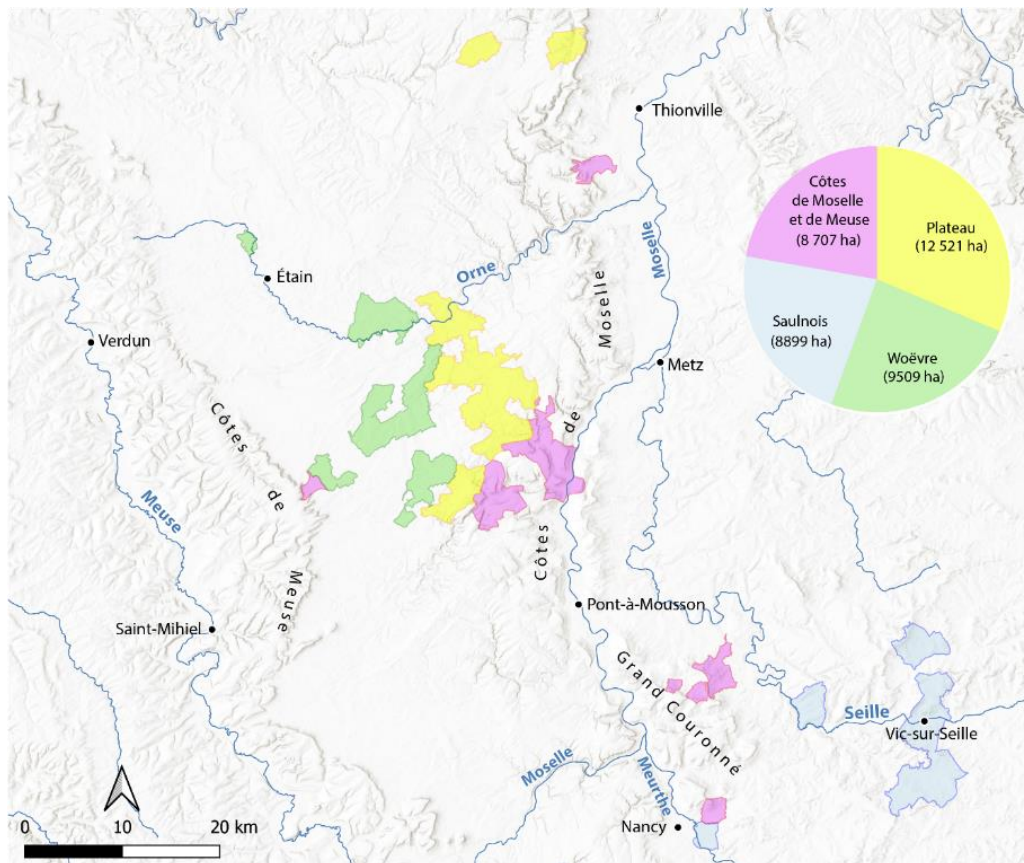 Thionville
Côtes
de Moselle
et de Meuse
(8 707 ha)
Plateau
(12 521 ha)
Saulnois
(8899 ha)
Woëvre
(9509 ha)
Moselle
Orne
Étain
Verdun
Metz
Côtes de Moselle
Côtes de Meuse
Meuse
Pont-à-Mousson
Saint-Mihiel
Grand Couronné
Seille
Vic-sur-Seille
Moselle
Meurthe
Nancy
0 10 20 km